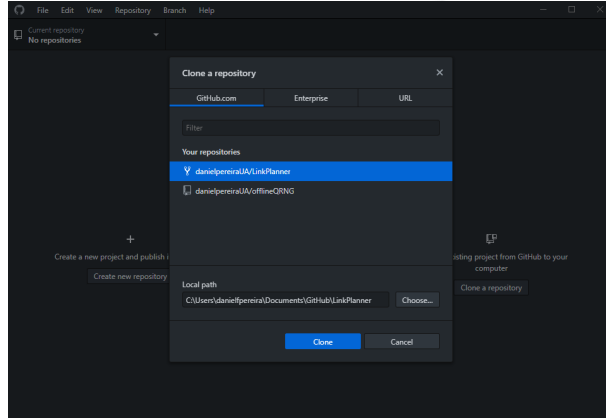 File Edit View Repository Branch Help
Current repository
No repositories
Clone a repository
GitHub.com Enterprise URL
Filter
Your repositories
danielpereiraUA/LinkPlanner
danielpereiraUA/offlineQRNG
Create a new project and publish i
Create new repository
isting project from GitHub to your
computer
Clone a repository
Local path
C:\Users\danielfpereira\Documents\GitHub\LinkPlanner Choose...
Clone Cancel